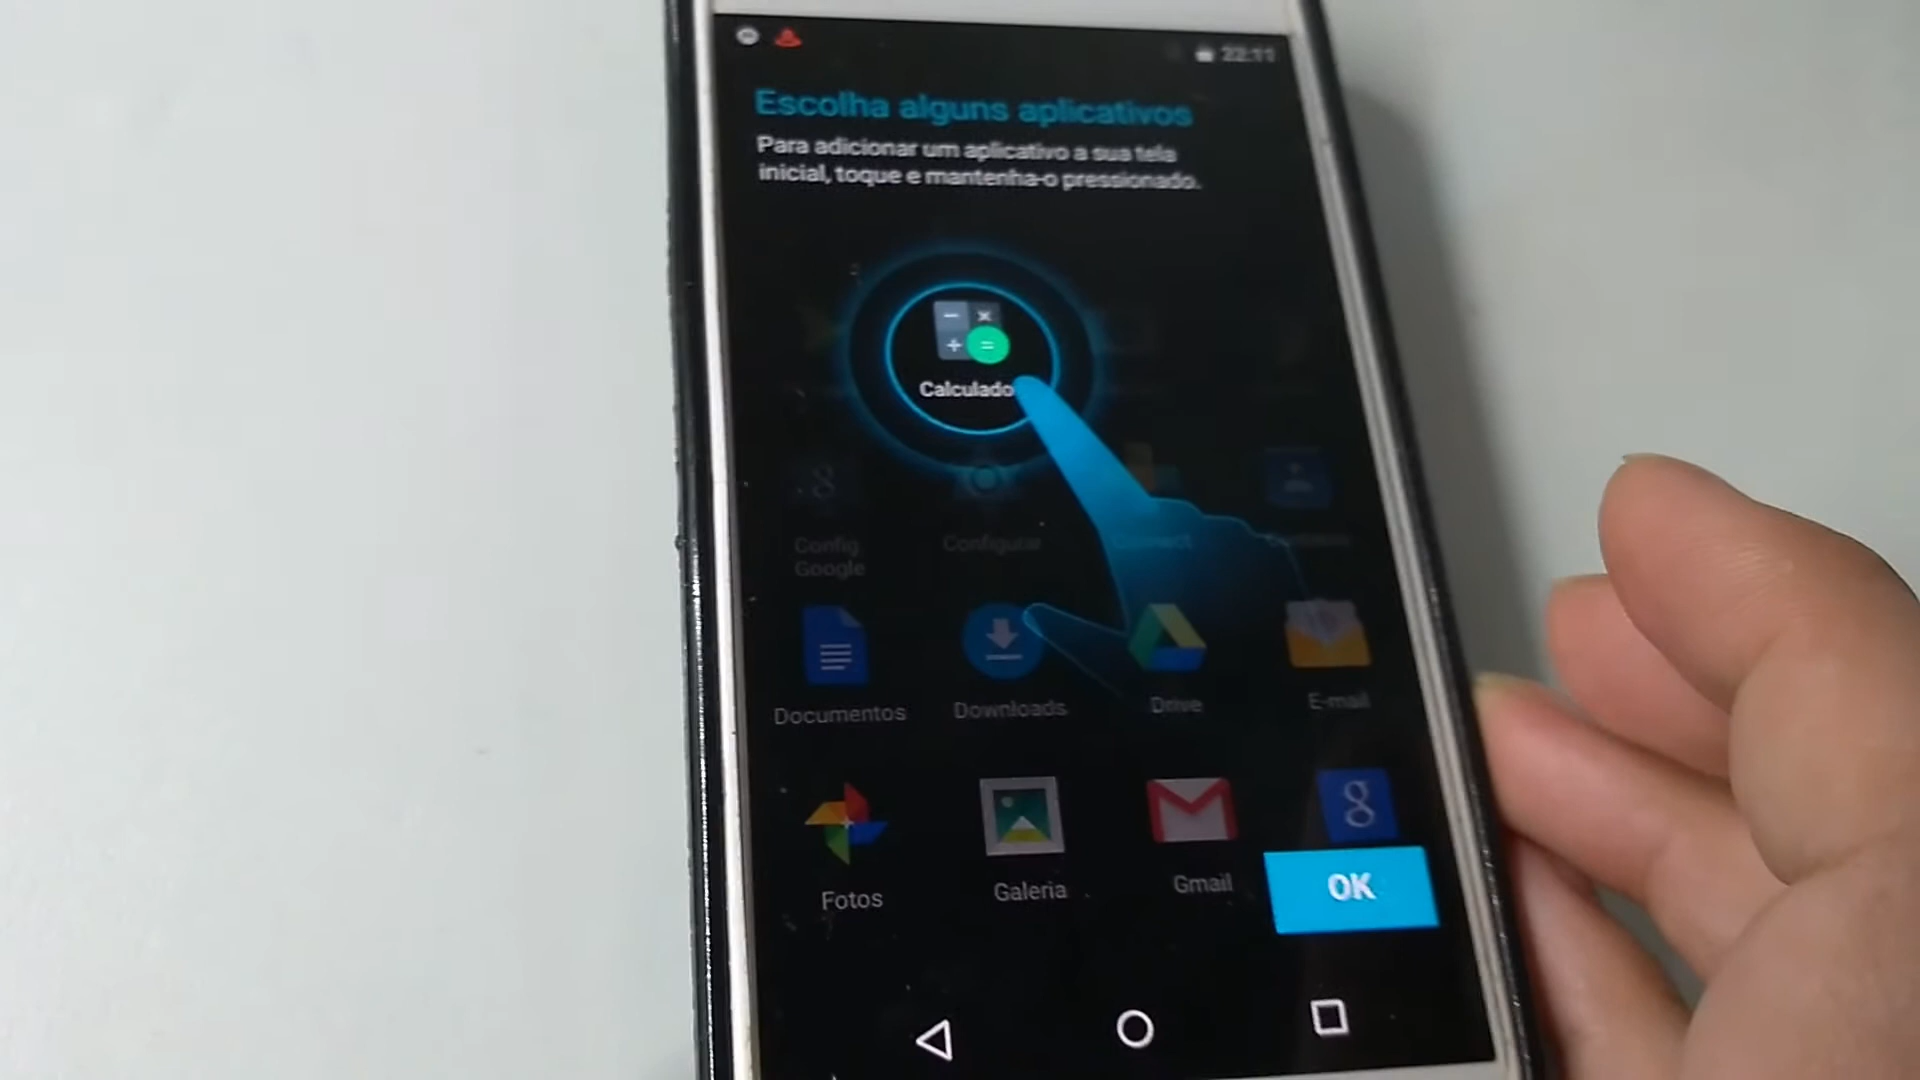 22:11
Escolha alguns aplicativos
Para adicionar um aplicativo a sua tela
inicial, toque e mantenha-o pressionado.
Calculado
Config.
Google
Configurar
Documentos
Downloads
Drive
E-mail
Fotos
Galeria
Gmail
OK